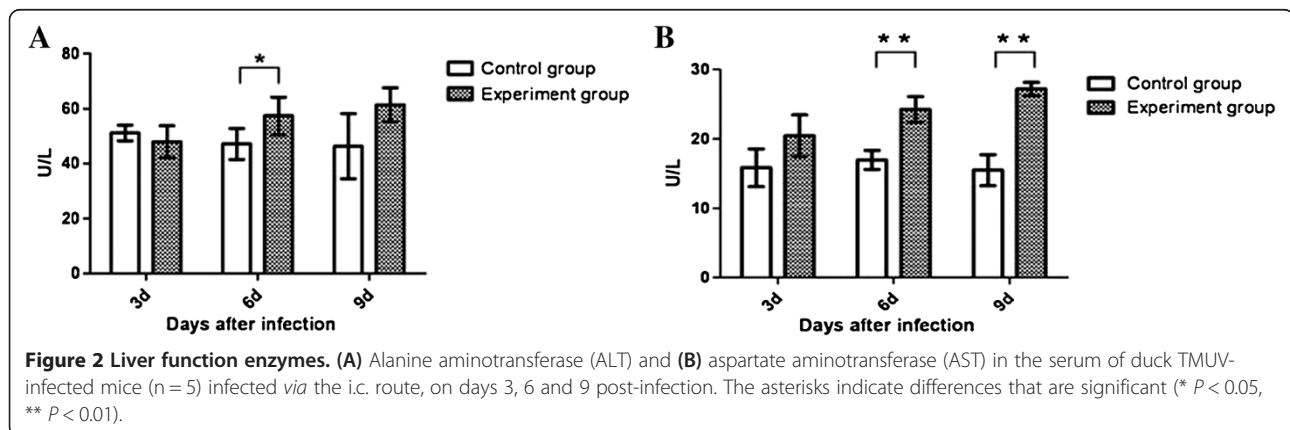 A
80
60
40
20
0
U/L
*
3d
6d
9d
Days after infection
Control group
Experiment group
B
30
20
10
0
U/L
* *
* *
3d
6d
9d
Days after infection
Control group
Experiment group
Figure 2 Liver function enzymes. (A) Alanine aminotransferase (ALT) and (B) aspartate aminotransferase (AST) in the serum of duck TMUV-
infected mice (n = 5) infected via the i.c. route, on days 3, 6 and 9 post-infection. The asterisks indicate differences that are significant (* P < 0.05,
** P < 0.01).